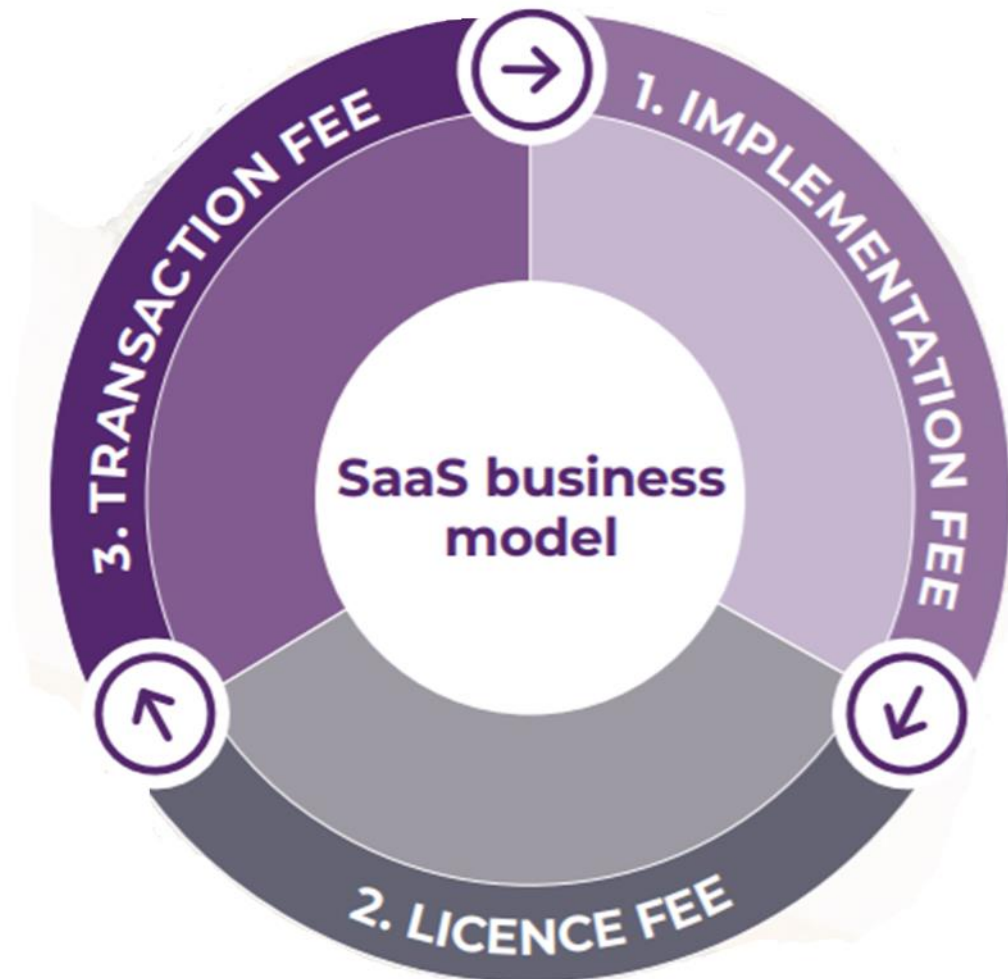 SaaS business
model
1. IMPLEMENTATION FEE
2. LICENCE FEE
3. TRANSACTION FEE